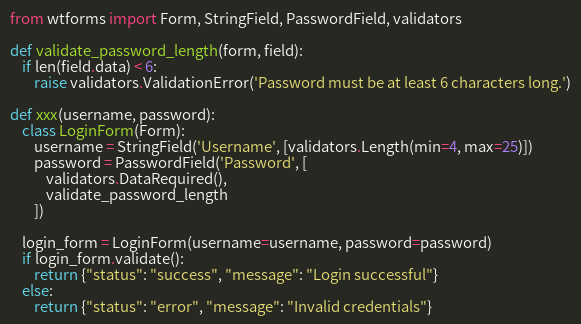 from wtforms import Form, StringField, PasswordField, validators

def validate_password_length(form, field):
    if len(field.data) < 6:
        raise validators.ValidationError('Password must be at least 6 characters long.')

def xxx(username, password):
    class LoginForm(Form):
        username = StringField('Username', [validators.Length(min=4, max=25)])
        password = PasswordField('Password', [
            validators.DataRequired(),
            validate_password_length
        ])

    login_form = LoginForm(username=username, password=password)
    if login_form.validate():
        return {"status": "success", "message": "Login successful"}
    else:
        return {"status": "error", "message": "Invalid credentials"}